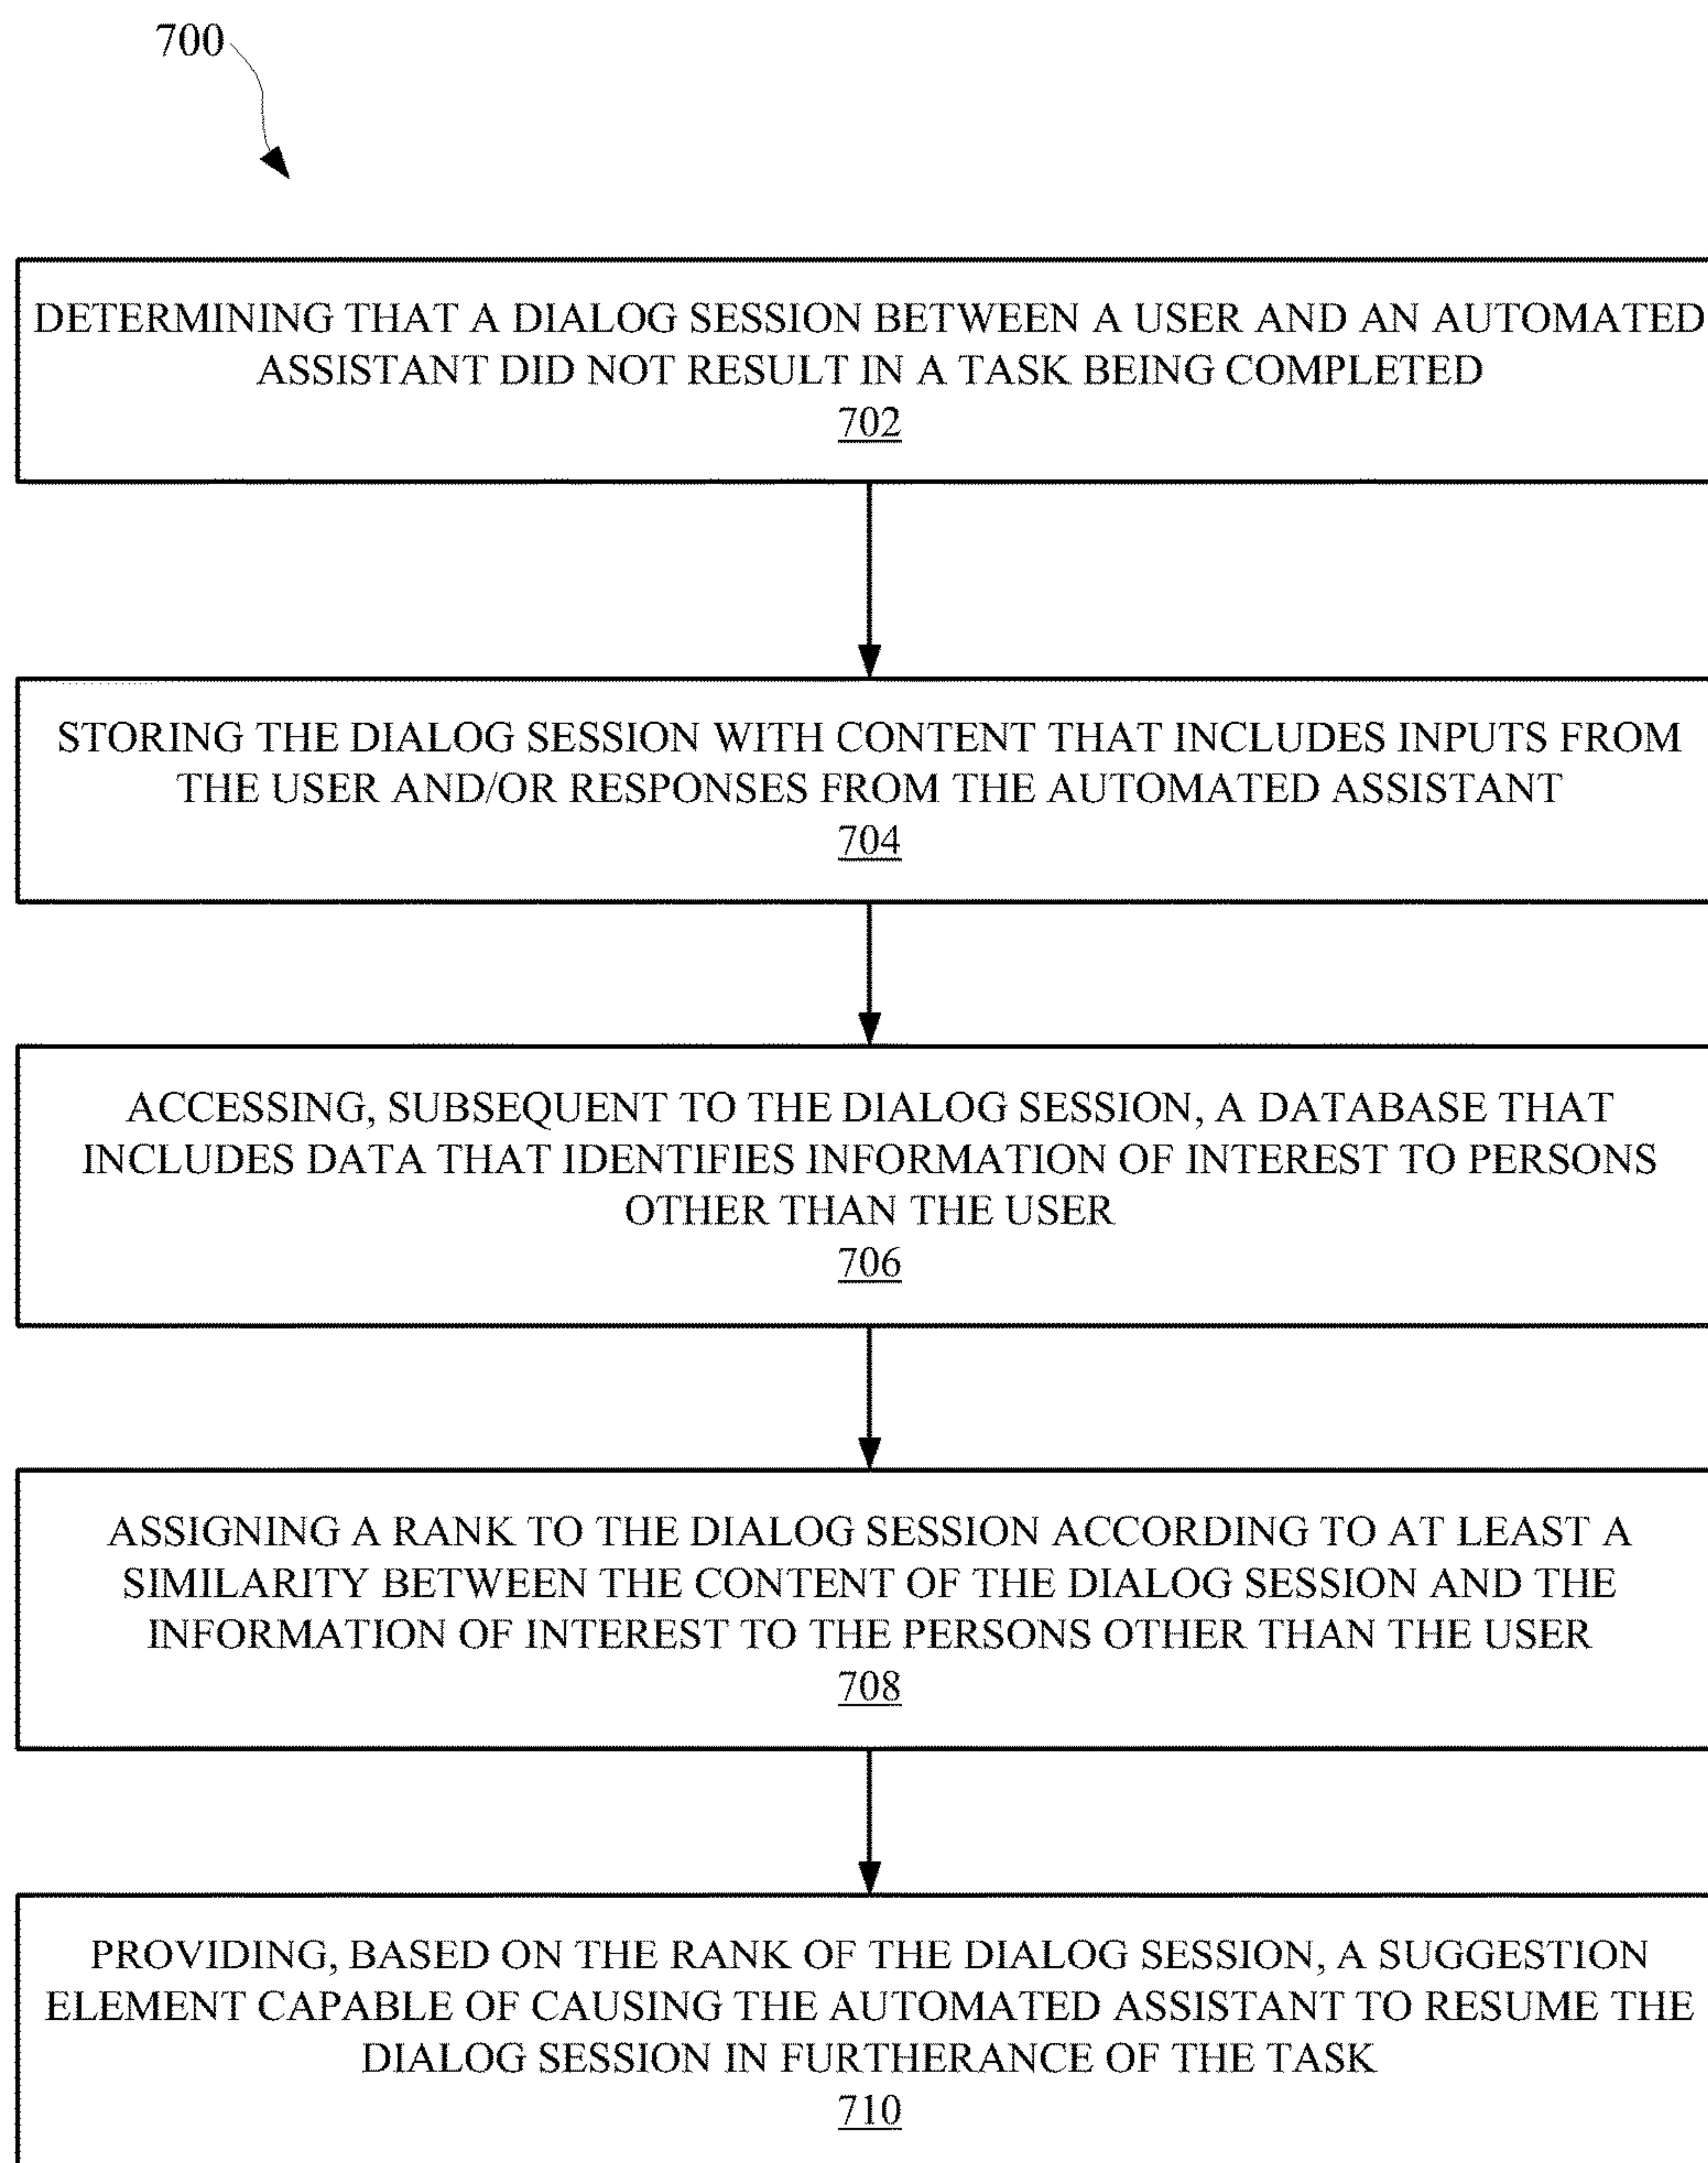 700
DETERMINING THAT A DIALOG SESSION BETWEEN A USER AND AN AUTOMATED
ASSISTANT DID NOT RESULT IN A TASK BEING COMPLETED
702
STORING THE DIALOG SESSION WITH CONTENT THAT INCLUDES INPUTS FROM
THE USER AND/OR RESPONSES FROM THE AUTOMATED ASSISTANT
704
ACCESSING, SUBSEQUENT TO THE DIALOG SESSION, A DATABASE THAT
INCLUDES DATA THAT IDENTIFIES INFORMATION OF INTEREST TO PERSONS
OTHER THAN THE USER
706
ASSIGNING A RANK TO THE DIALOG SESSION ACCORDING TO AT LEAST A
SIMILARITY BETWEEN THE CONTENT OF THE DIALOG SESSION AND THE
INFORMATION OF INTEREST TO THE PERSONS OTHER THAN THE USER
708
PROVIDING, BASED ON THE RANK OF THE DIALOG SESSION, A SUGGESTION
ELEMENT CAPABLE OF CAUSING THE AUTOMATED ASSISTANT TO RESUME THE
DIALOG SESSION IN FURTHERANCE OF THE TASK
710